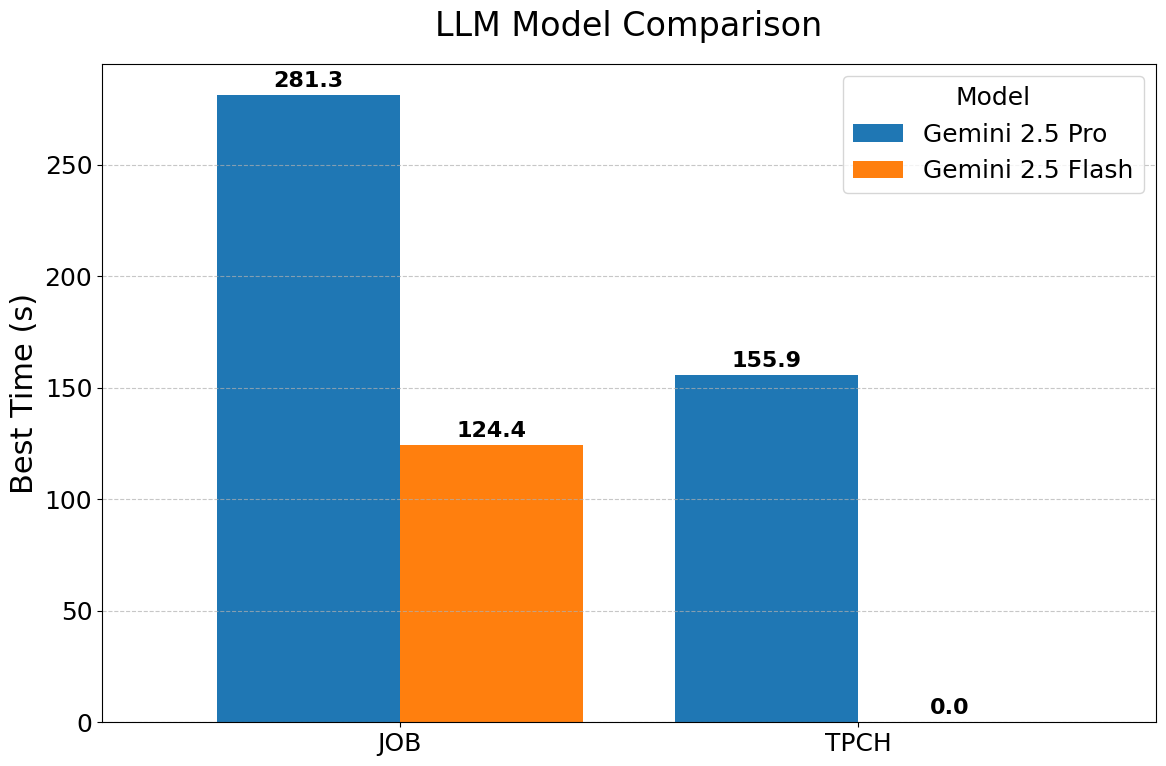 LLM Model Comparison
Model
Gemini 2.5 Pro
Gemini 2.5 Flash
Best Time (s)
250
200
150
100
50
0
281.3
124.4
155.9
0.0
JOB
TPCH